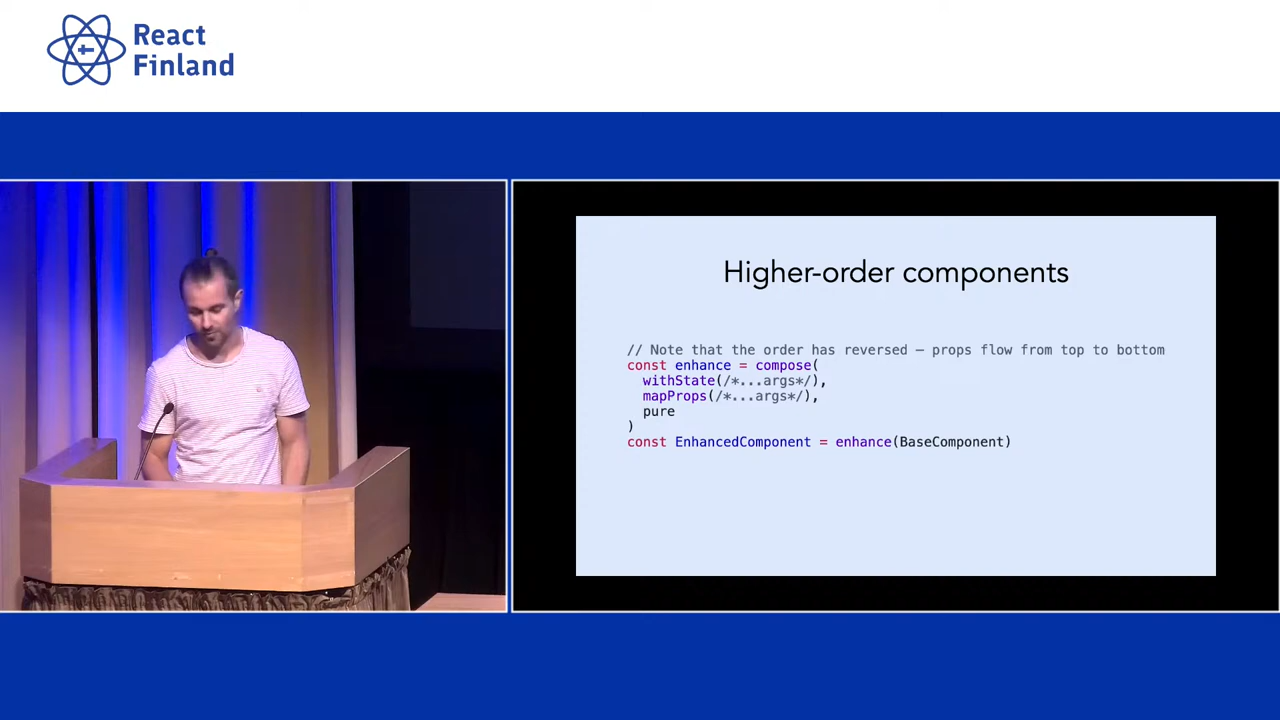 React
Finland
Higher-order components
// Note that the order has reversed — props flow from top to bottom
const enhance = compose(
withState(/*...args*/),
mapProps(/*...args*/),
pure
)
const EnhancedComponent = enhance(BaseComponent)